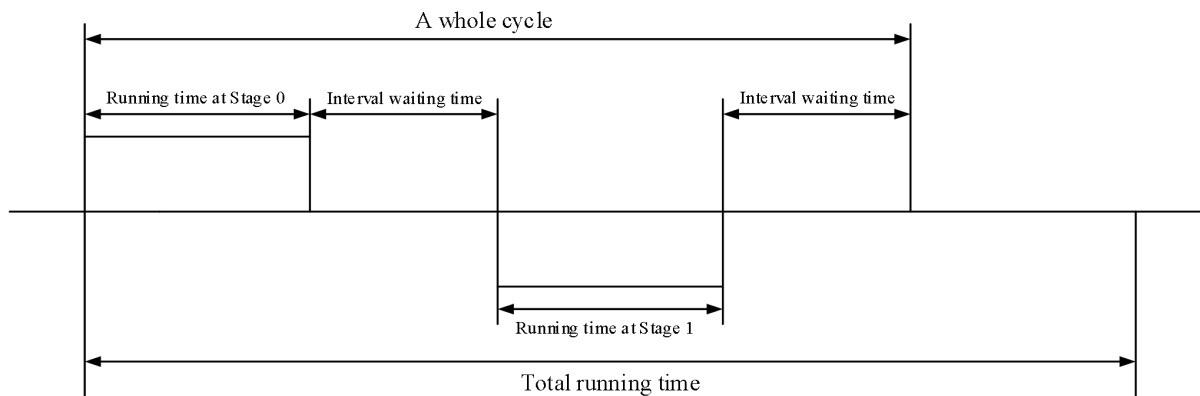 A whole cycle
Running time at Stage 0
Interval waiting time
Interval waiting time
Running time at Stage 1
Total running time